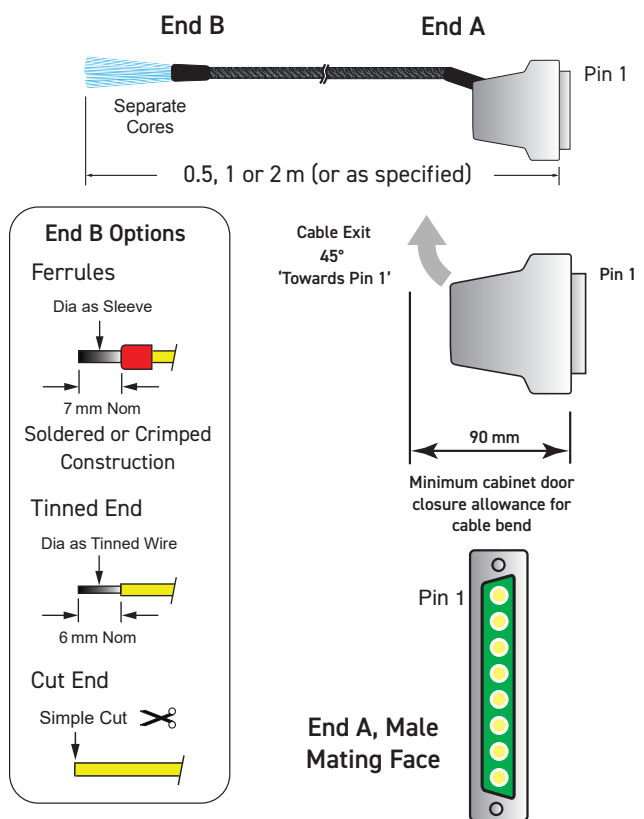 End B
End A
Pin 1
Separate
Cores
0.5, 1 or 2 m (or as specified)
End B Options
Ferrules
Dia as Sleeve
7 mm Nom
Soldered or Crimped
Construction
Tinned End
Dia as Tinned Wire
6 mm Nom
Cut End
Simple Cut
Cable Exit
45°
‘Towards Pin 1’
Pin 1
90 mm
Minimum cabinet door
closure allowance for
cable bend
Pin 1
End A, Male
Mating Face